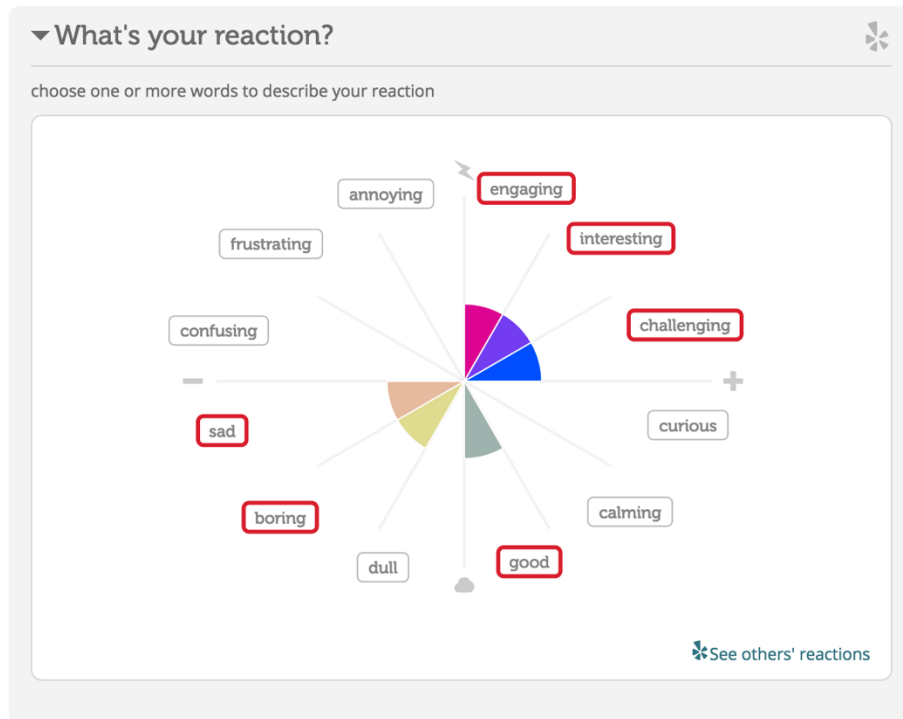 What's your reaction?
choose one or more words to describe your reaction
annoying
engaging
frustrating
interesting
confusing
challenging
sad
curious
boring
calming
dull
good
See others' reactions